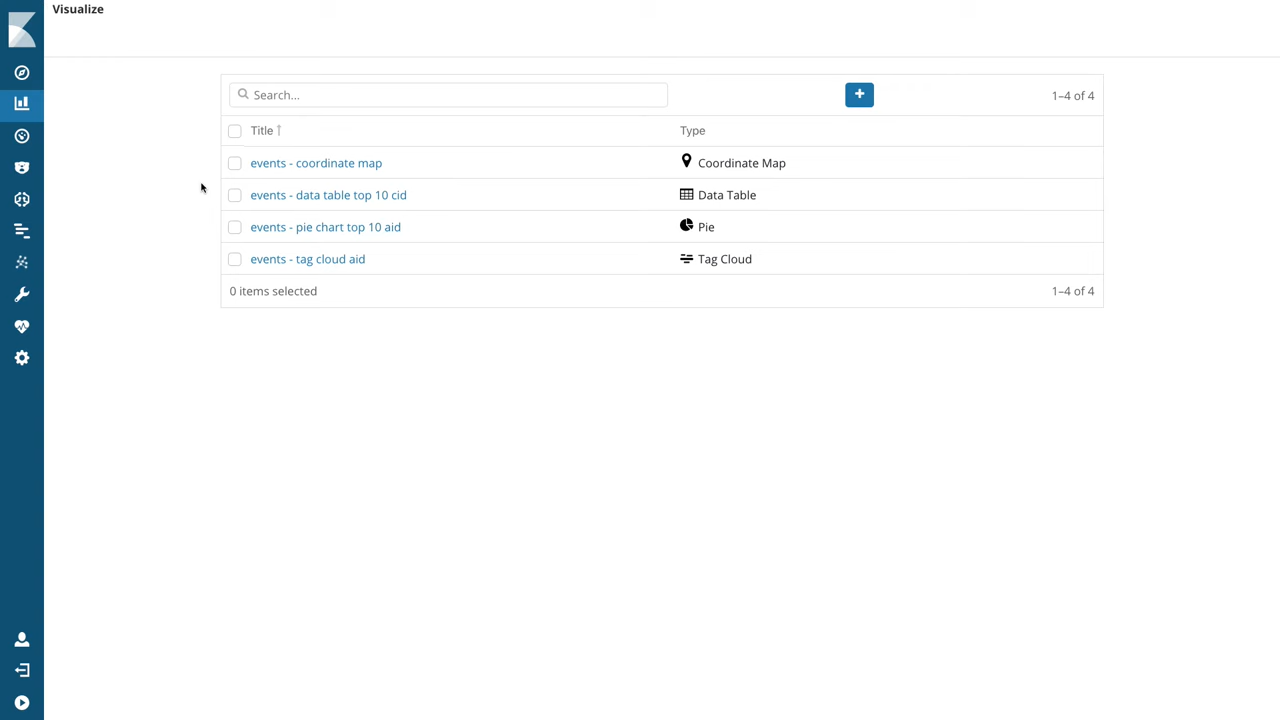 Visualize
Search...
1–4 of 4
Title Type
events - coordinate map Coordinate Map
events - data table top 10 cid Data Table
events - pie chart top 10 aid Pie
events - tag cloud aid Tag Cloud
0 items selected 1–4 of 4